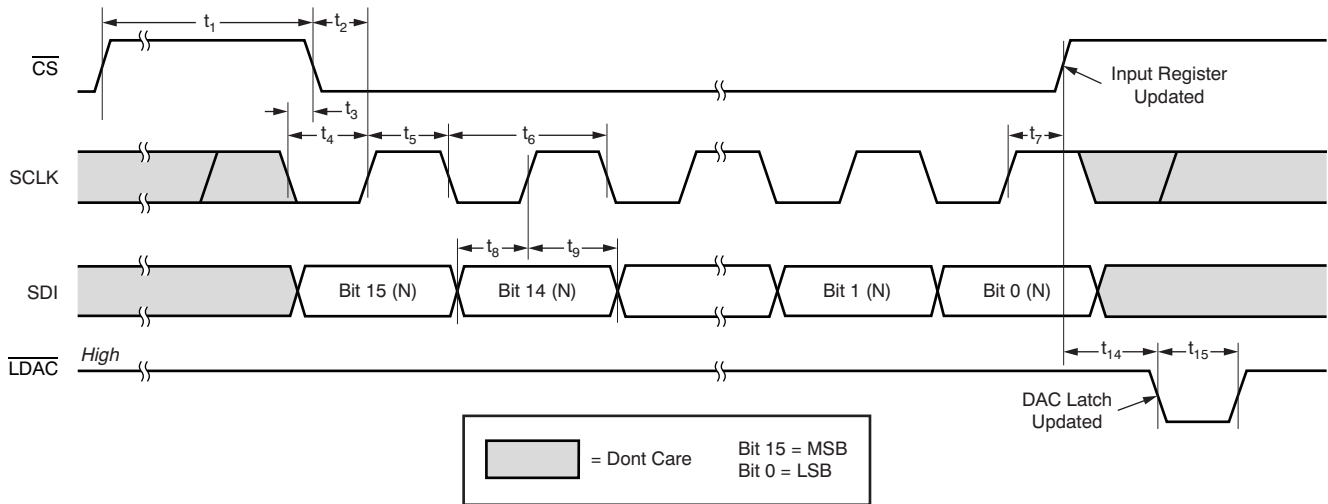 t1
t2
CS
Input Register
Updated
t3
t4
t5
t6
t7
SCLK
t8
t9
SDI
Bit 15 (N)
Bit 14 (N)
Bit 1 (N)
Bit 0 (N)
LDAC
High
t14
t15
DAC Latch
Updated
= Dont Care
Bit 15 = MSB
Bit 0 = LSB